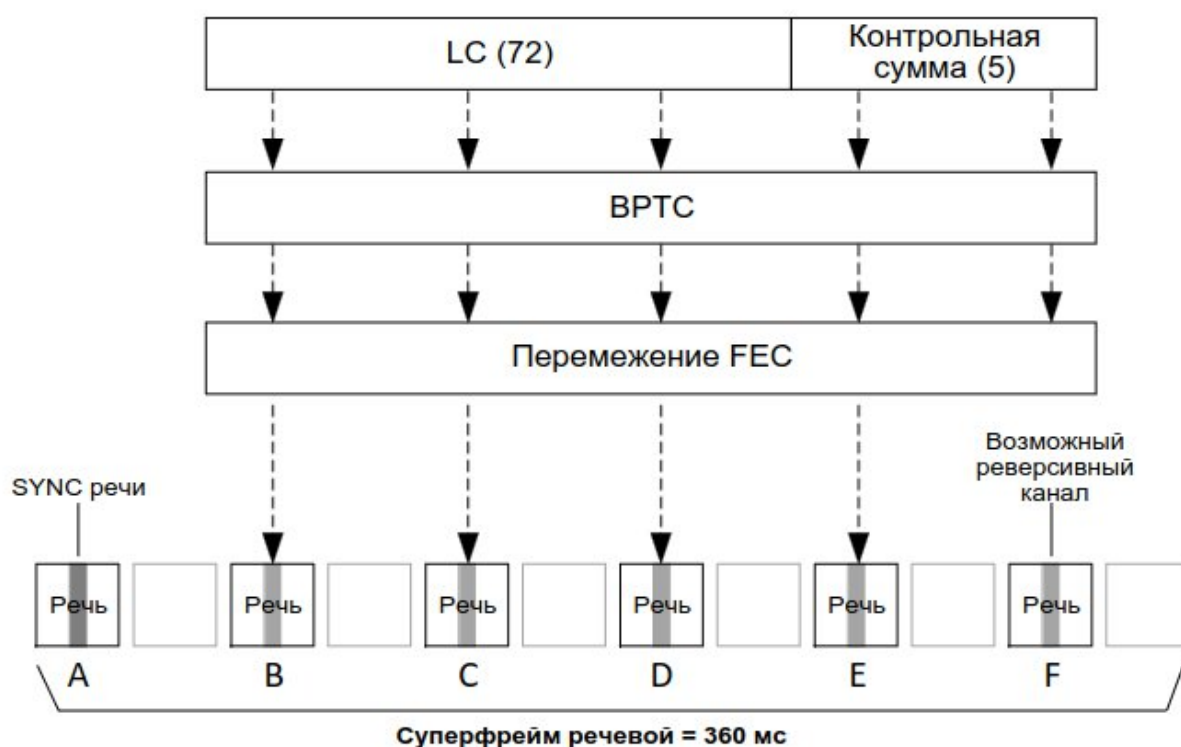 LC (72)
Контрольная
сумма (5)
BPTC
Перемежение FEC
SYNC речи
Возможный
реверсивный
канал
Речь Речь Речь Речь Речь Речь
A B C D E F
Суперфрейм речевой = 360 мс